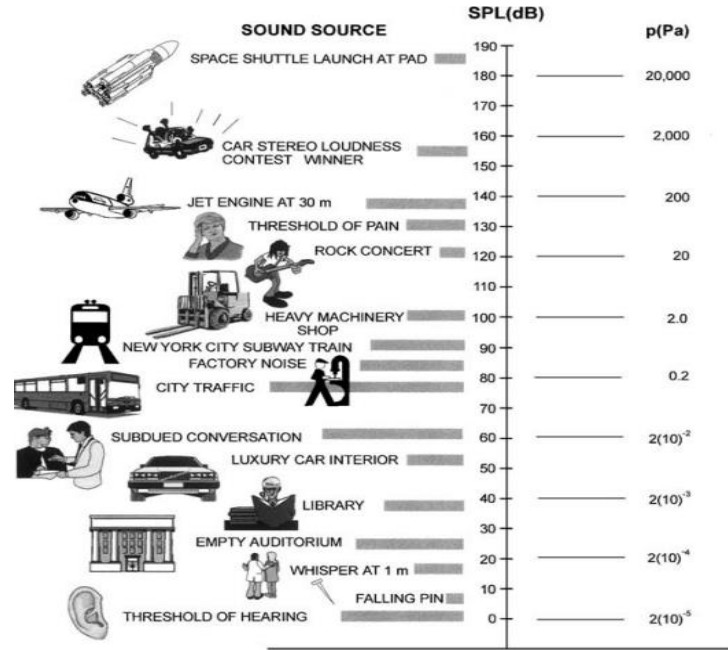 SOUND SOURCE SPL(dB) p(Pa)
190
SPACE SHUTTLE LAUNCH AT PAD
180 20,000
170
160 2,000
CAR STEREO LOUDNESS
CONTEST WINNER
150
JET ENGINE AT 30 m 140 200
THRESHOLD OF PAIN 130
ROCK CONCERT 120 20
110
HEAVY MACHINERY 100 2.0
SHOP
NEW YORK CITY SUBWAY TRAIN 90
FACTORY NOISE
CITY TRAFFIC 80 0.2
70
SUBDUED CONVERSATION 60 2(10)⁻²
LUXURY CAR INTERIOR 50
40 2(10)⁻³
LIBRARY
30
EMPTY AUDITORIUM
20 2(10)⁻⁴
WHISPER AT 1 m
10
FALLING PIN
THRESHOLD OF HEARING 0 2(10)⁻⁵